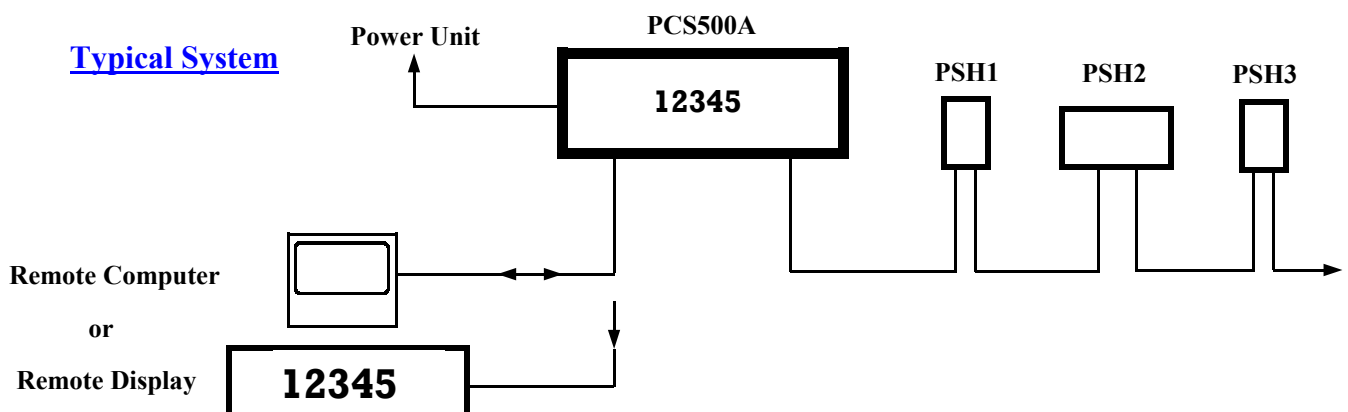 Typical System
Power Unit
PCS500A
12345
PSH1
PSH2
PSH3
Remote Computer
or
Remote Display
12345